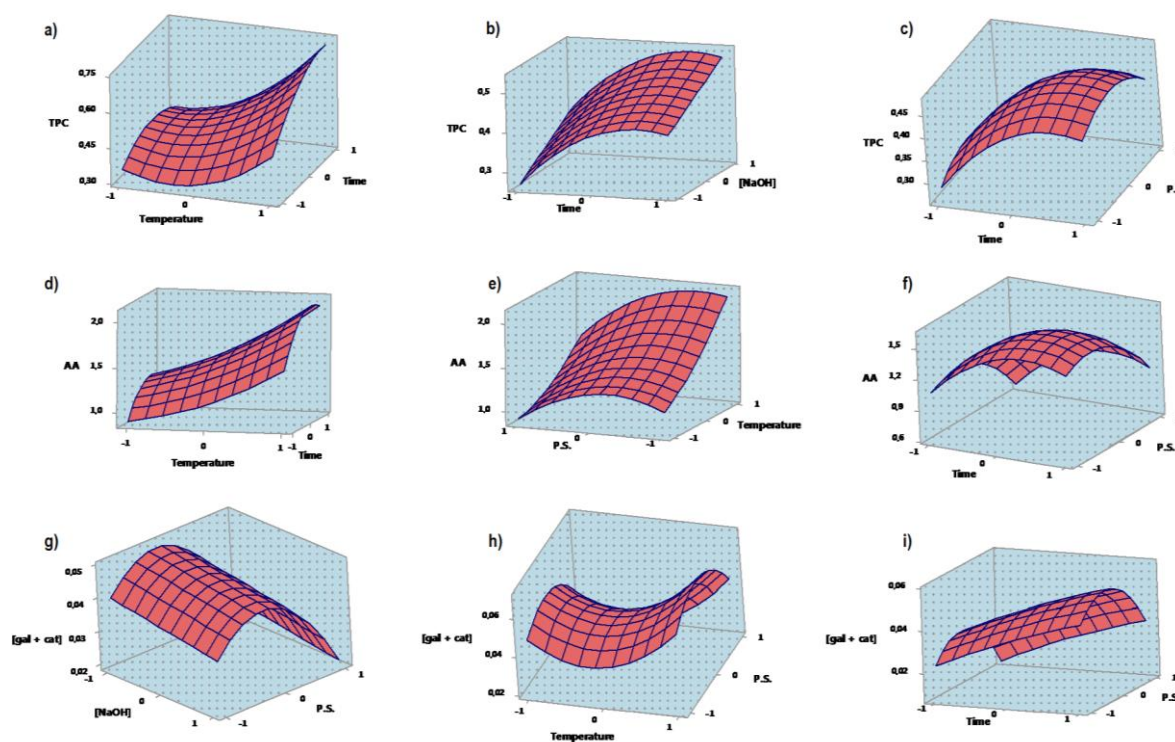 a)
0,75
0,60
TPC
0,45
0,30
-1
0
1
Temperature
-1
0
1
Time
b)
0,5
TPC
0,4
0,3
-1
0
1
Time
-1
0
1
[NaOH]
c)
0,45
0,40
TPC
0,35
0,30
-1
0
1
Time
-1
0
1
P.S
d)
2,0
AA
1,5
1,0
-1
0
1
Temperature
-1
0
1
Time
e)
2,0
AA
1,5
1,0
1
0
-1
P.S.
-1
0
1
Temperature
f)
1,5
1,2
AA
0,9
0,6
-1
0
1
Time
-1
0
1
P.S.
g)
0,05
0,04
[gal + cat]
0,03
0,02
-1
0
1
[NaOH]
-1
0
1
P.S.
h)
0,06
[gal + cat]
0,04
0,02
-1
0
1
Temperature
-1
0
1
P.S.
i)
0,06
0,04
[gal + cat]
0,02
-1
0
1
Time
-1
0
1
P.S